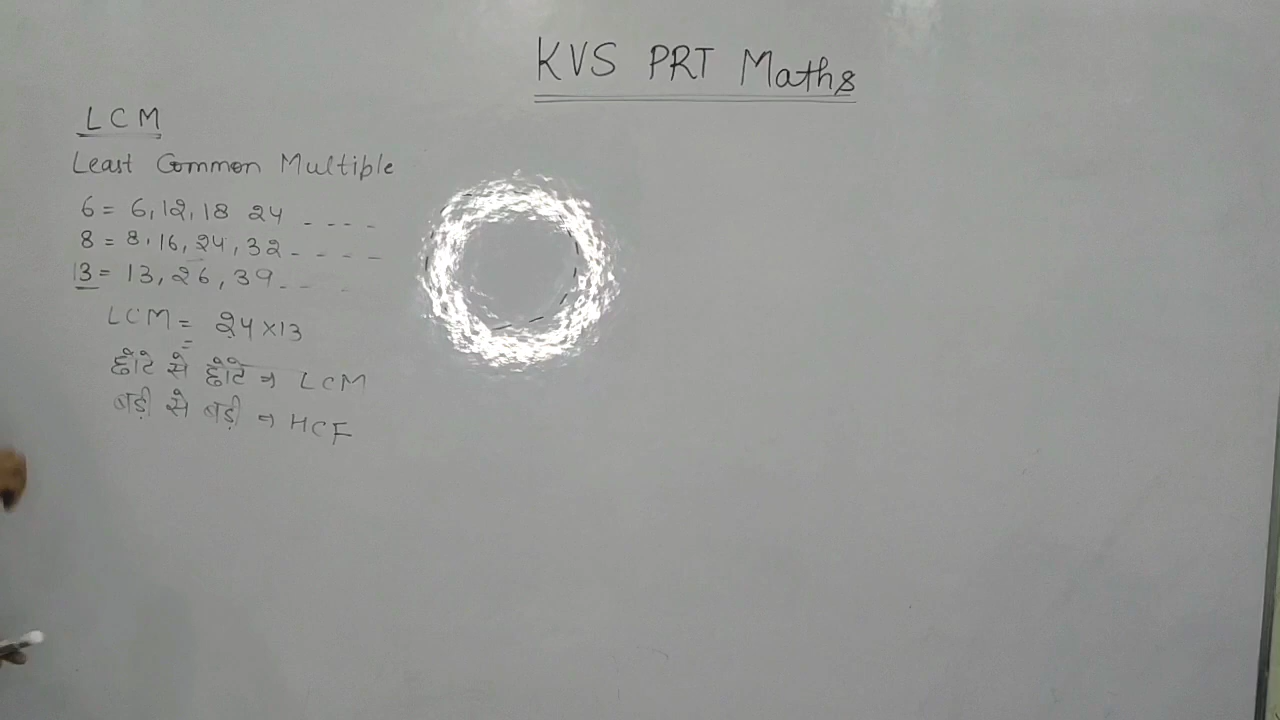 KVS PRT Maths
LCM
Least Common Multiple
6 = 6, 12, 18 24 - - - -
8 = 8, 16, 24, 32 - - - -
13 = 13, 26, 39 - - -
LCM = 24 × 13
छोटे से छोटे ⇒ LCM
बड़ी से बड़ी ⇒ HCF